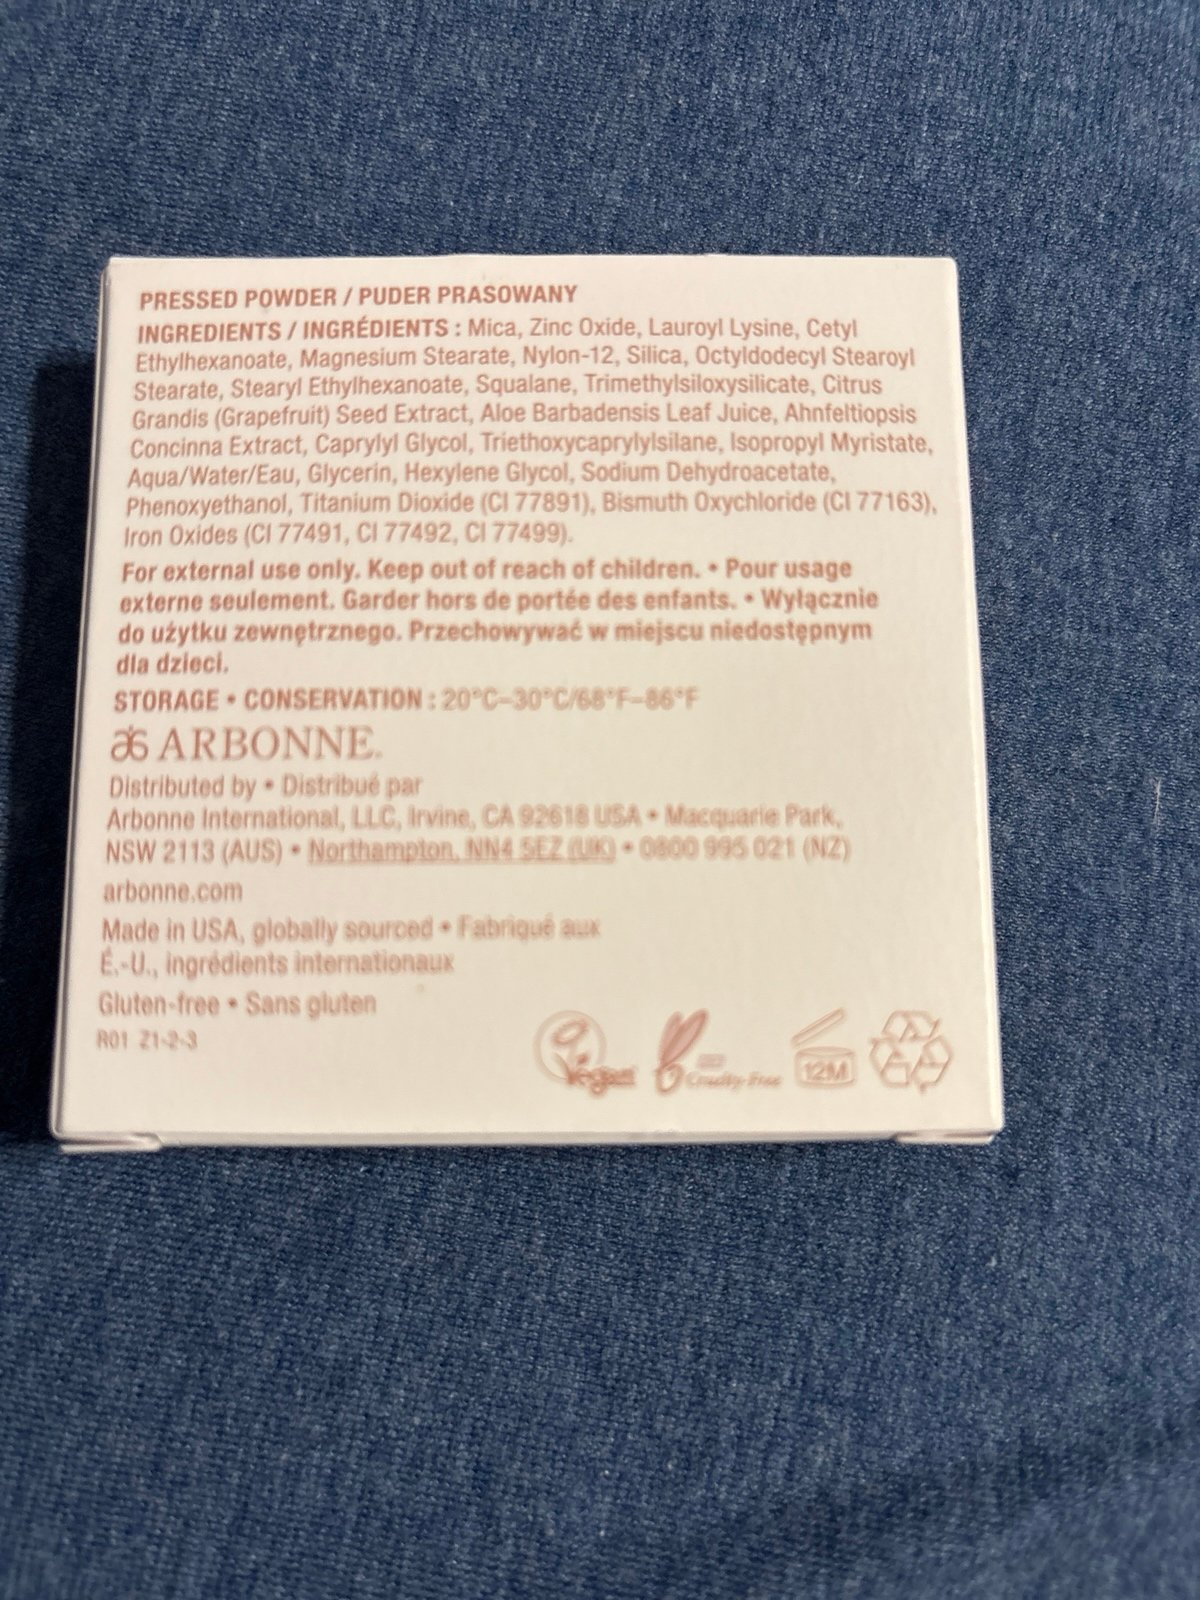 PRESSED POWDER / PUDER PRASOWANY
INGREDIENTS / INGRÉDIENTS : Mica, Zinc Oxide, Lauroyl Lysine, Cetyl
Ethylhexanoate, Magnesium Stearate, Nylon-12, Silica, Octyldodecyl Stearoyl
Stearate, Stearyl Ethylhexanoate, Squalane, Trimethylsiloxysilicate, Citrus
Grandis (Grapefruit) Seed Extract, Aloe Barbadensis Leaf Juice, Ahnfeltiopsis
Concinna Extract, Caprylyl Glycol, Triethoxycaprylylsilane, Isopropyl Myristate,
Aqua/Water/Eau, Glycerin, Hexylene Glycol, Sodium Dehydroacetate,
Phenoxyethanol, Titanium Dioxide (CI 77891), Bismuth Oxychloride (CI 77163),
Iron Oxides (CI 77491, CI 77492, CI 77499).
For external use only. Keep out of reach of children. • Pour usage
externe seulement. Garder hors de portée des enfants. • Wyłącznie
do użytku zewnętrznego. Przechowywać w miejscu niedostępnym
dla dzieci.
STORAGE • CONSERVATION : 20°C–30°C/68°F–86°F
ARBONNE®
Distributed by • Distribué par
Arbonne International, LLC, Irvine, CA 92618 USA • Macquarie Park,
NSW 2113 (AUS) • Northampton, NN4 5EZ (UK) • 0800 995 021 (NZ)
arbonne.com
Made in USA, globally sourced • Fabriqué aux
É.-U., ingrédients internationaux
Gluten-free • Sans gluten
R01 Z1-2-3
Vegan
Cruelty-Free
12M